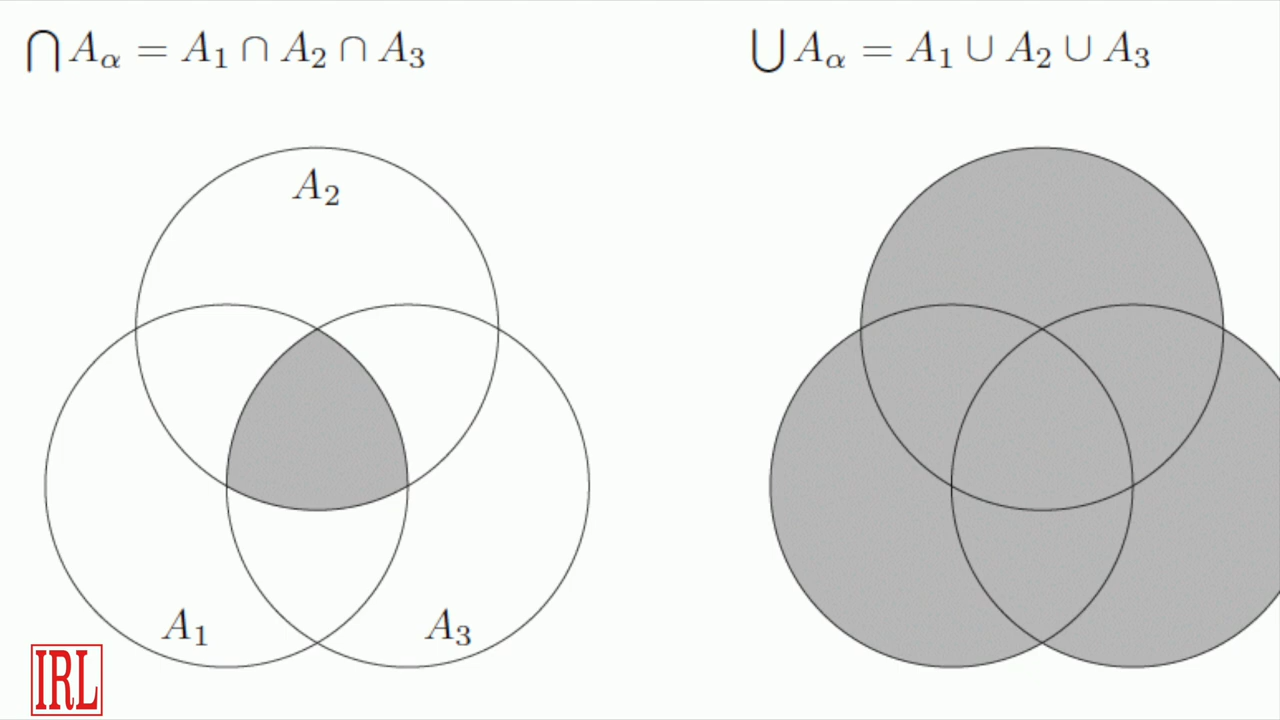 ⋂ A_α = A_1 ∩ A_2 ∩ A_3
⋃ A_α = A_1 ∪ A_2 ∪ A_3
A_2
A_1
A_3
IRL